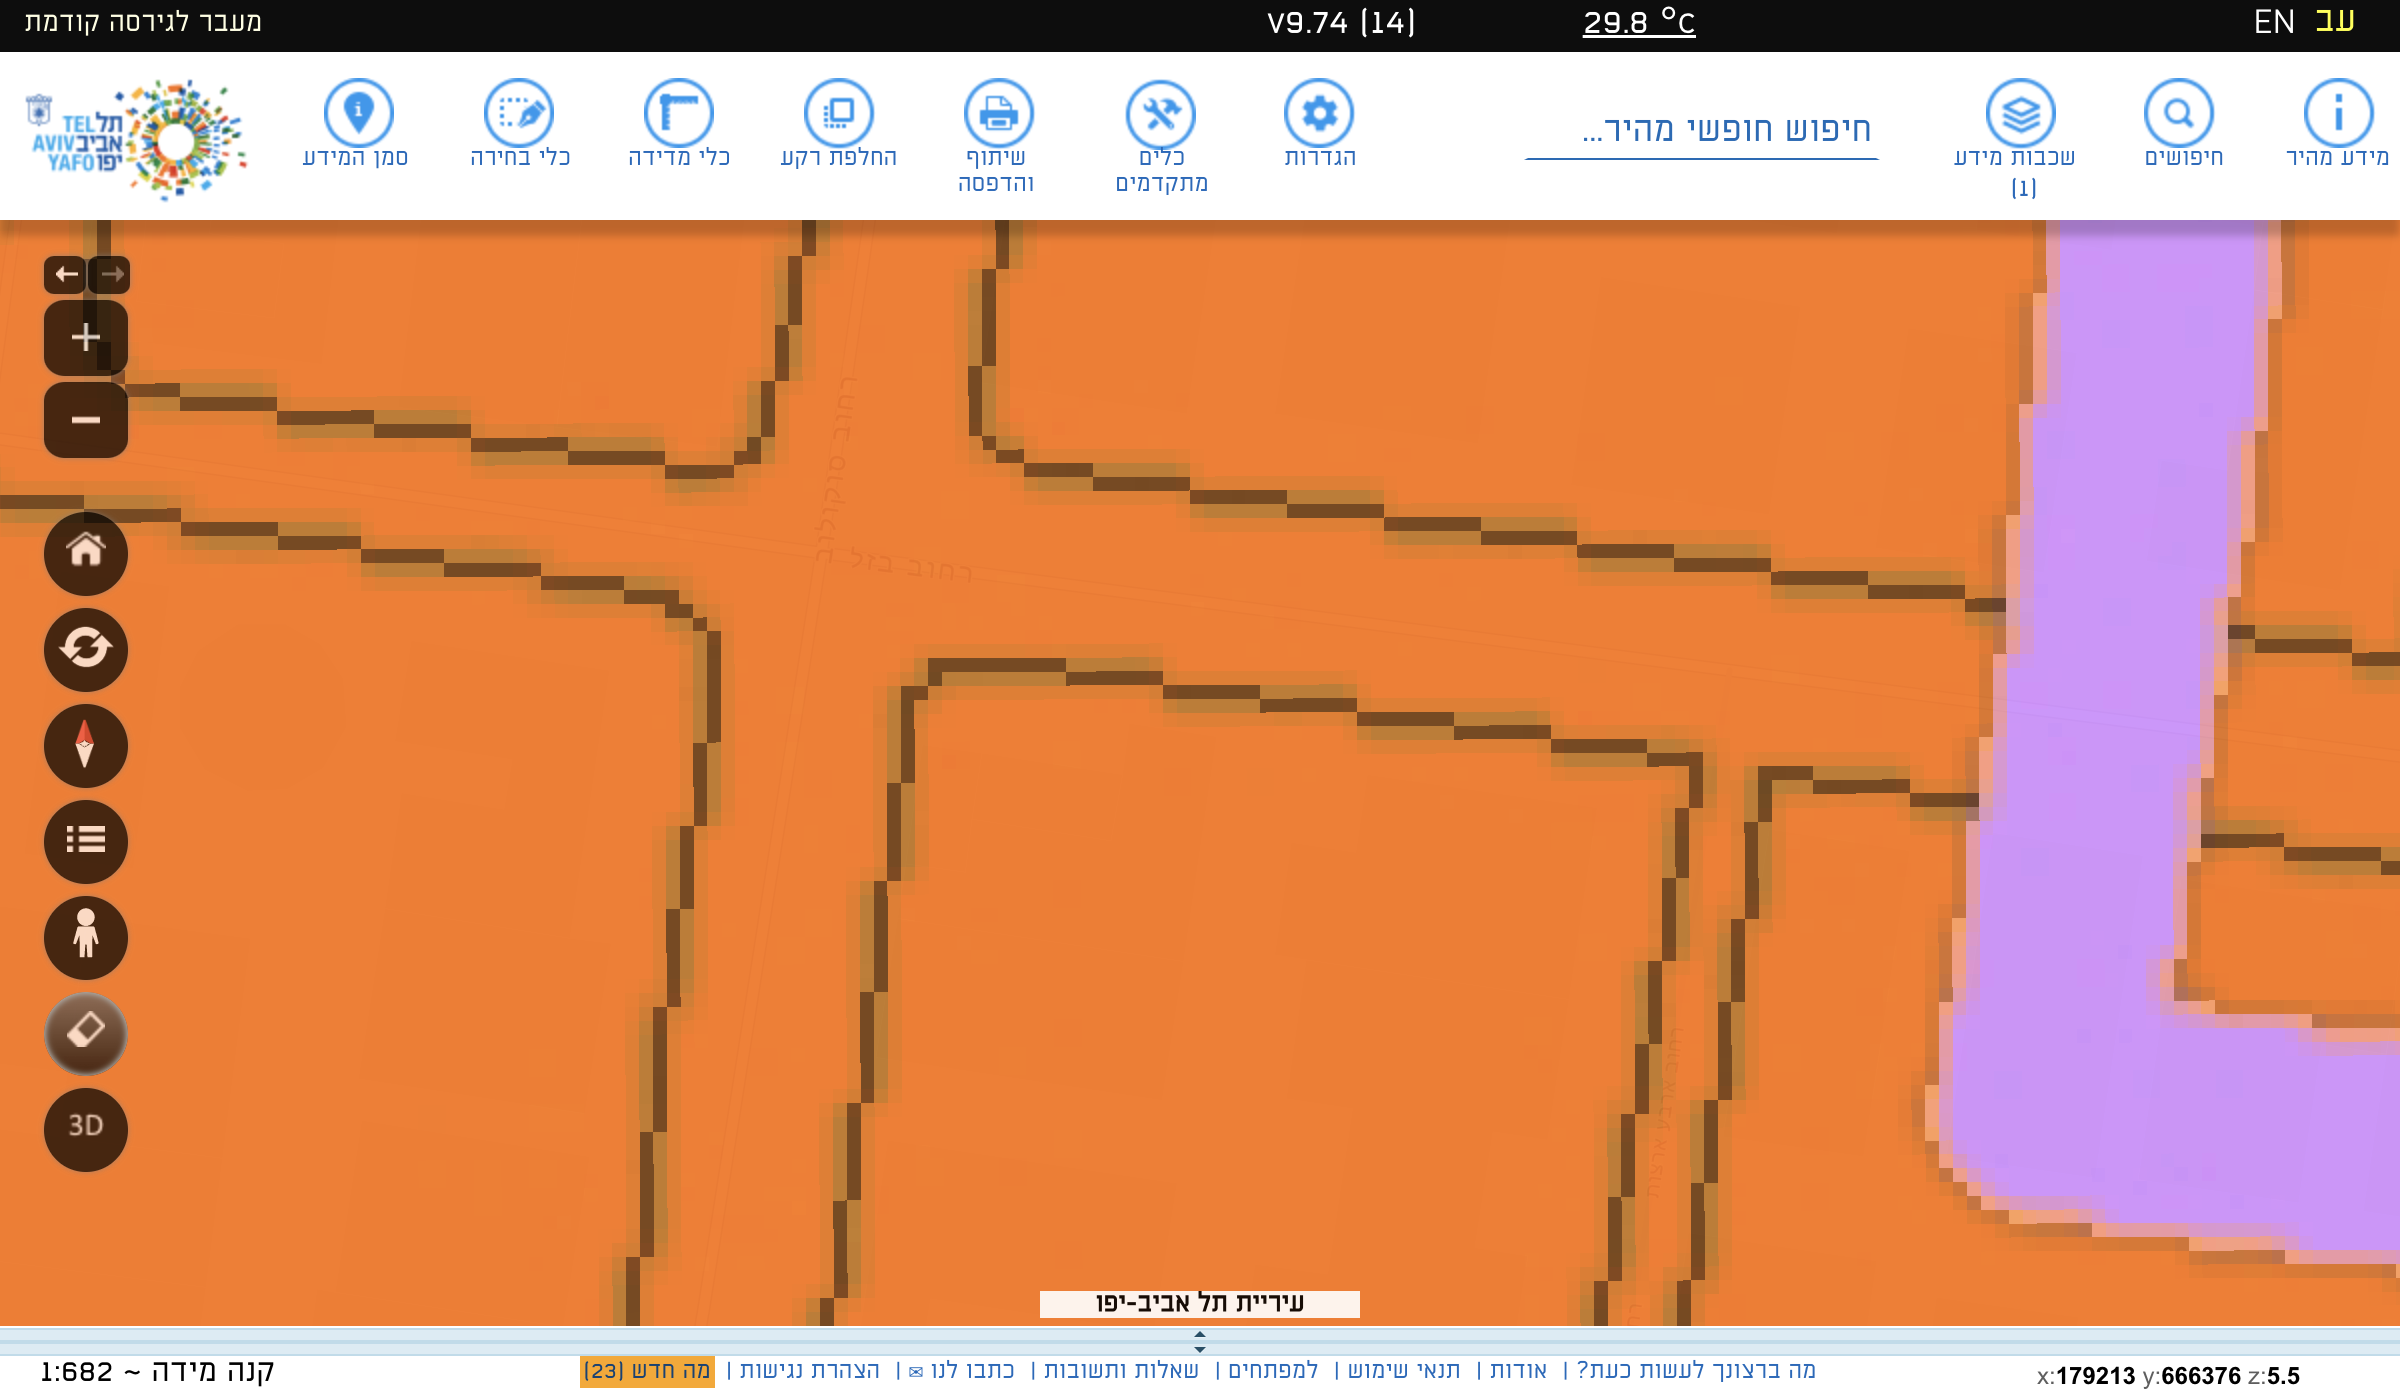 עב EN
29.8 °C
V9.74 (14)
מעבר לגירסה קודמת
מידע מהיר
חיפושים
שכבות מידע
(1)
חיפוש חופשי מהיר...
הגדרות
כלים
מתקדמים
שיתוף
והדפסה
החלפת רקע
כלי מדידה
כלי בחירה
סמן המידע
TEL תל
AVIV אביב
YAFO יפו
רחוב סוקולוב
רחוב בזל
רחוב ארבע ארצות
3D
עיריית תל אביב-יפו
מה ברצונך לעשות כעת? | אודות | תנאי שימוש | למפתחים | שאלות ותשובות | כתבו לנו ✉ | הצהרת נגישות | מה חדש (23)
קנה מידה ~ 1:682
x:179213 y:666376 z:5.5